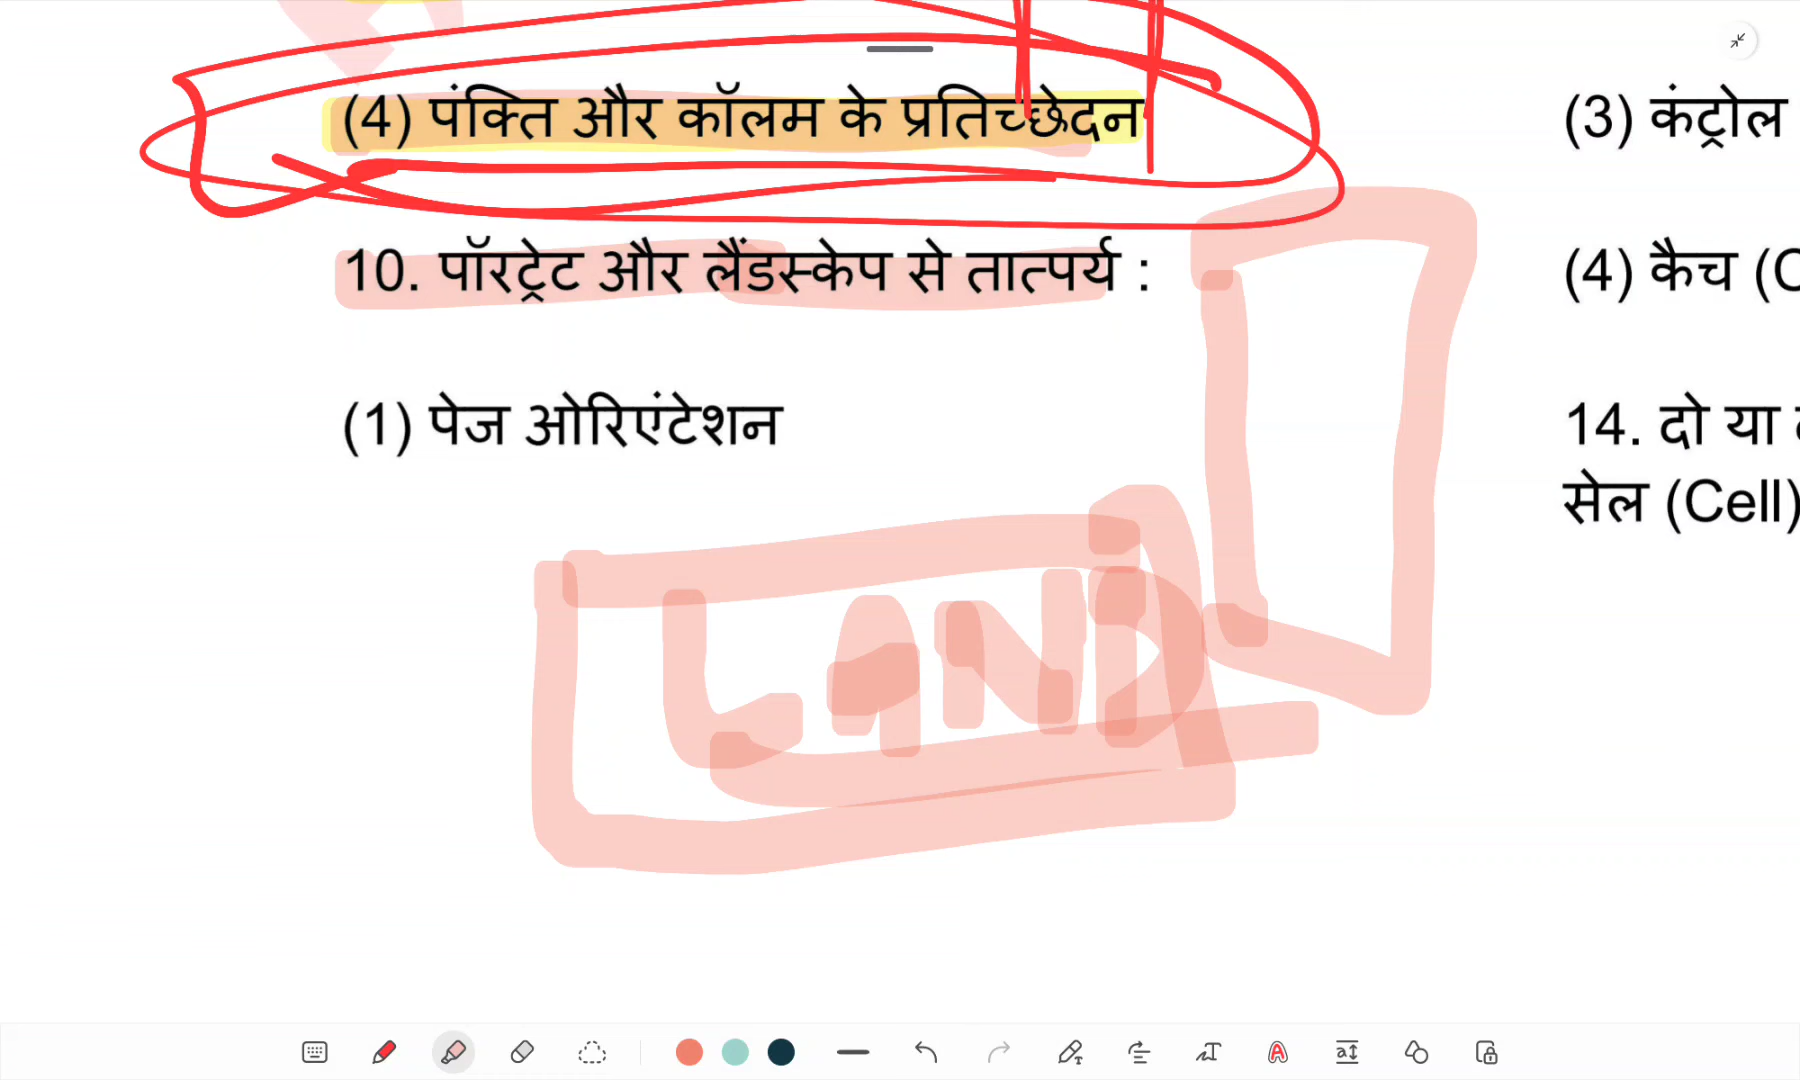 (4) पंक्ति और कॉलम के प्रतिच्छेदन
10. पॉरट्रेट और लैंडस्केप से तात्पर्य :
(1) पेज ओरिएंटेशन
LAND
(3) कंट्रोल
(4) कैच (C
14. दो या
सेल (Cell)